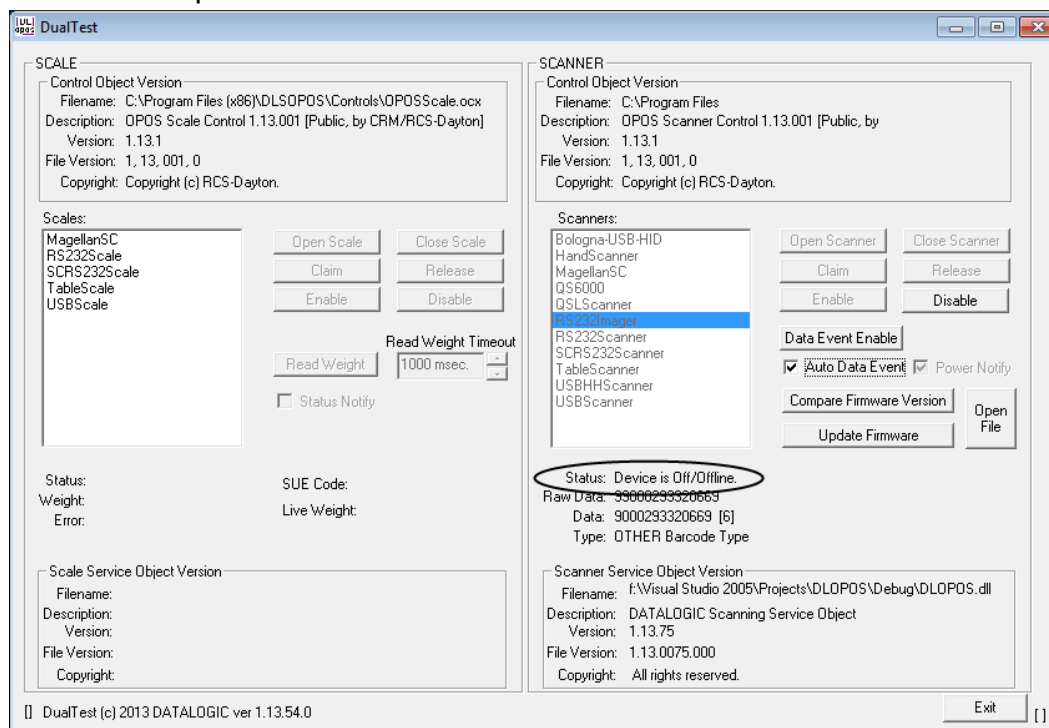 DualTest
SCALE
Control Object Version
Filename: C:\Program Files (x86)\DLSOPOS\Controls\OPOSScale.ocx
Description: OPOS Scale Control 1.13.001 [Public, by CRM/RCS-Dayton]
Version: 1.13.1
File Version: 1, 13, 001, 0
Copyright: Copyright (c) RCS-Dayton.
Scales:
MagellanSC
RS232Scale
SCRS232Scale
TableScale
USBScale
Open Scale Close Scale
Claim Release
Enable Disable
Read Weight Timeout
Read Weight 1000 msec.
Status Notify
Status:
Weight:
Error:
SUE Code:
Live Weight:
Scale Service Object Version
Filename:
Description:
Version:
File Version:
Copyright:
SCANNER
Control Object Version
Filename: C:\Program Files
Description: OPOS Scanner Control 1.13.001 [Public, by
Version: 1.13.1
File Version: 1, 13, 001, 0
Copyright: Copyright (c) RCS-Dayton.
Scanners:
Bologna-USB-HID
HandScanner
MagellanSC
QS6000
QSLScanner
RS232Imager
RS232Scanner
SCRS232Scanner
TableScanner
USBHHScanner
USBScanner
Open Scanner Close Scanner
Claim Release
Enable Disable
Data Event Enable
Auto Data Event Power Notify
Compare Firmware Version
Update Firmware
Open
File
Status: Device is Off/Offline.
Raw Data: 99000293320669
Data: 9000293320669 [6]
Type: OTHER Barcode Type
Scanner Service Object Version
Filename: f:\Visual Studio 2005\Projects\DLOPOS\Debug\DLOPOS.dll
Description: DATALOGIC Scanning Service Object
Version: 1.13.75
File Version: 1.13.0075.000
Copyright: All rights reserved.
[] DualTest (c) 2013 DATALOGIC ver 1.13.54.0
Exit
[ ]